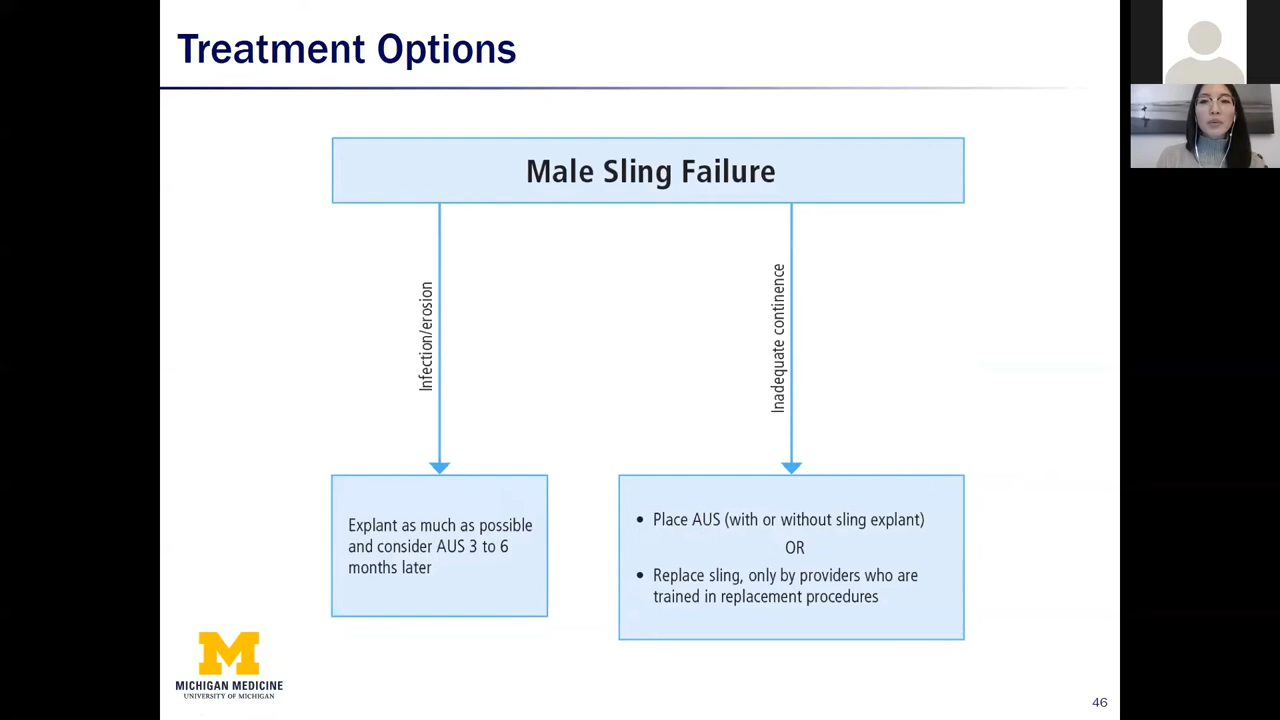 Treatment Options
Male Sling Failure
Infection/erosion
Inadequate continence
Explant as much as possible
and consider AUS 3 to 6
months later
• Place AUS (with or without sling explant)
OR
• Replace sling, only by providers who are
trained in replacement procedures
M
MICHIGAN MEDICINE
UNIVERSITY OF MICHIGAN
46